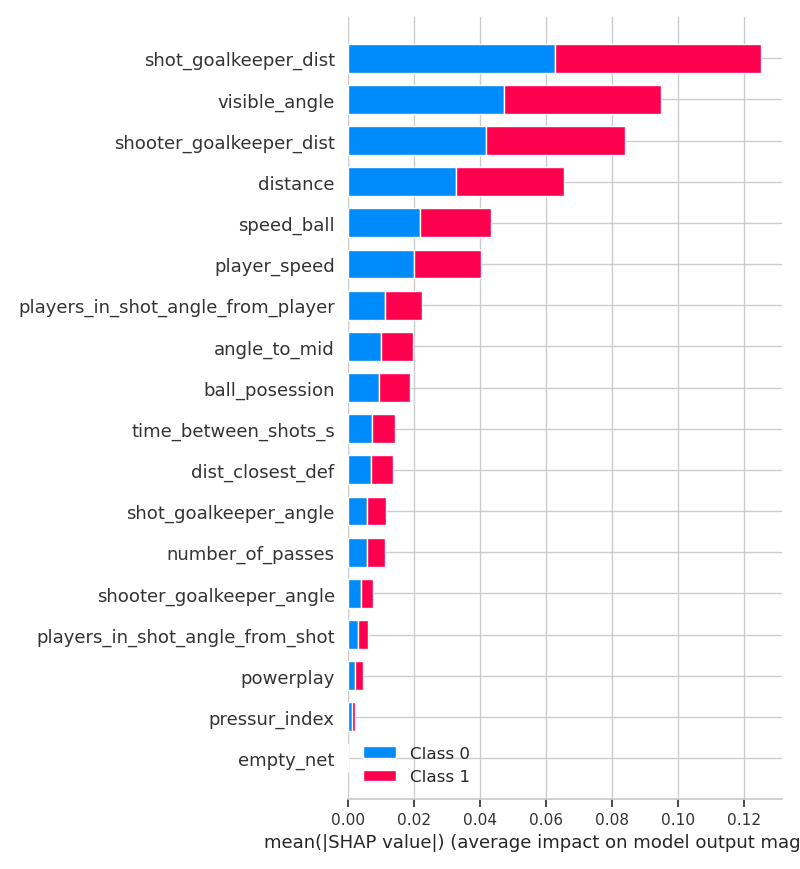 shot_goalkeeper_dist
visible_angle
shooter_goalkeeper_dist
distance
speed_ball
player_speed
players_in_shot_angle_from_player
angle_to_mid
ball_posession
time_between_shots_s
dist_closest_def
shot_goalkeeper_angle
number_of_passes
shooter_goalkeeper_angle
players_in_shot_angle_from_shot
powerplay
pressur_index
empty_net
Class 0
Class 1
0.00 0.02 0.04 0.06 0.08 0.10 0.12
mean(|SHAP value|) (average impact on model output mag